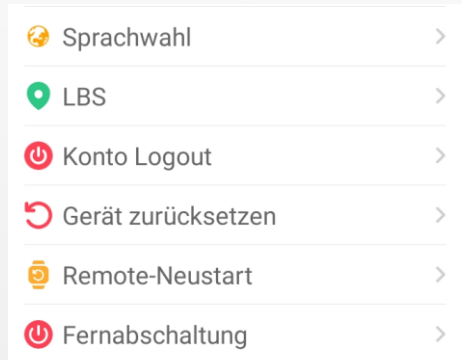 Sprachwahl
LBS
Konto Logout
Gerät zurücksetzen
Remote-Neustart
Fernabschaltung